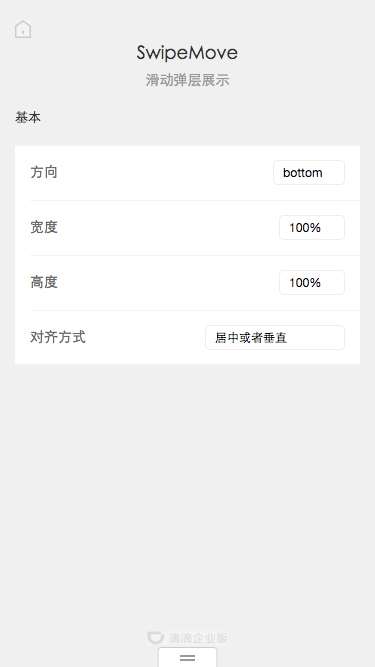 SwipeMove
滑动弹层展示
基本
方向 bottom
宽度 100%
高度 100%
对齐方式 居中或者垂直
滴滴企业版